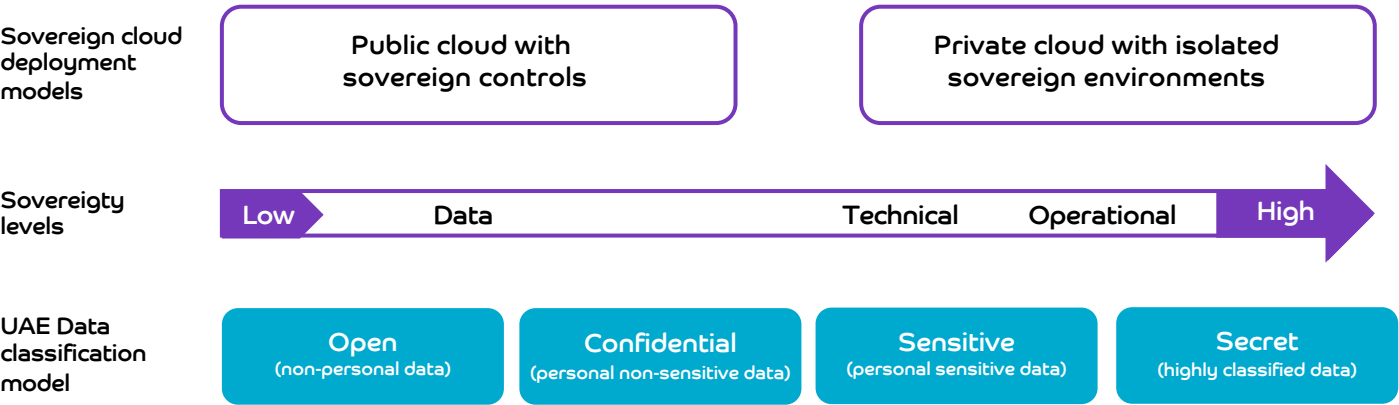 Sovereign cloud
deployment
models
Public cloud with
sovereign controls
Private cloud with isolated
sovereign environments
Sovereigty
levels
Low
Data
Technical
Operational
High
UAE Data
classification
model
Open
(non-personal data)
Confidential
(personal non-sensitive data)
Sensitive
(personal sensitive data)
Secret
(highly classified data)